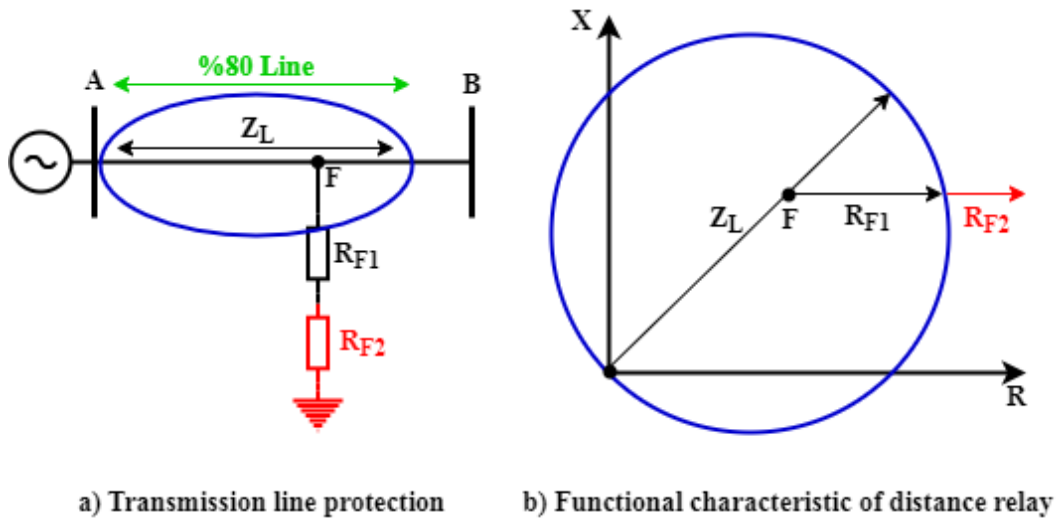 %80 Line
A
B
ZL
F
RF1
RF2
a) Transmission line protection
X
ZL
F
RF1
RF2
R
b) Functional characteristic of distance relay